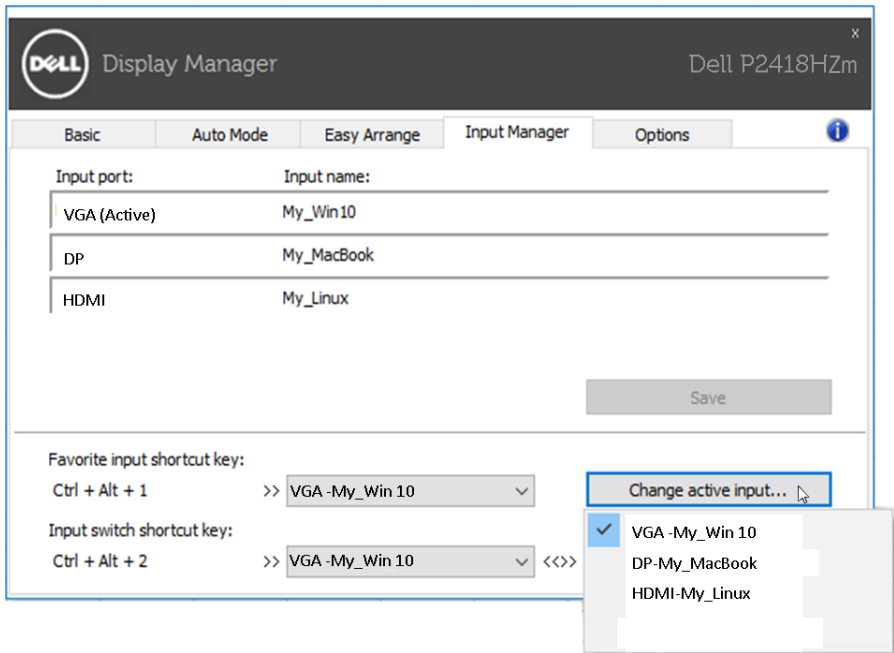 x
DELL Display Manager Dell P2418HZm
Basic Auto Mode Easy Arrange Input Manager Options i
Input port: Input name:
VGA (Active) My_Win10
DP My_MacBook
HDMI My_Linux
Save
Favorite input shortcut key:
Ctrl + Alt + 1 >> VGA -My_Win 10 Change active input...
Input switch shortcut key:
VGA -My_Win 10
Ctrl + Alt + 2 >> VGA -My_Win 10 <<>>
DP-My_MacBook
HDMI-My_Linux